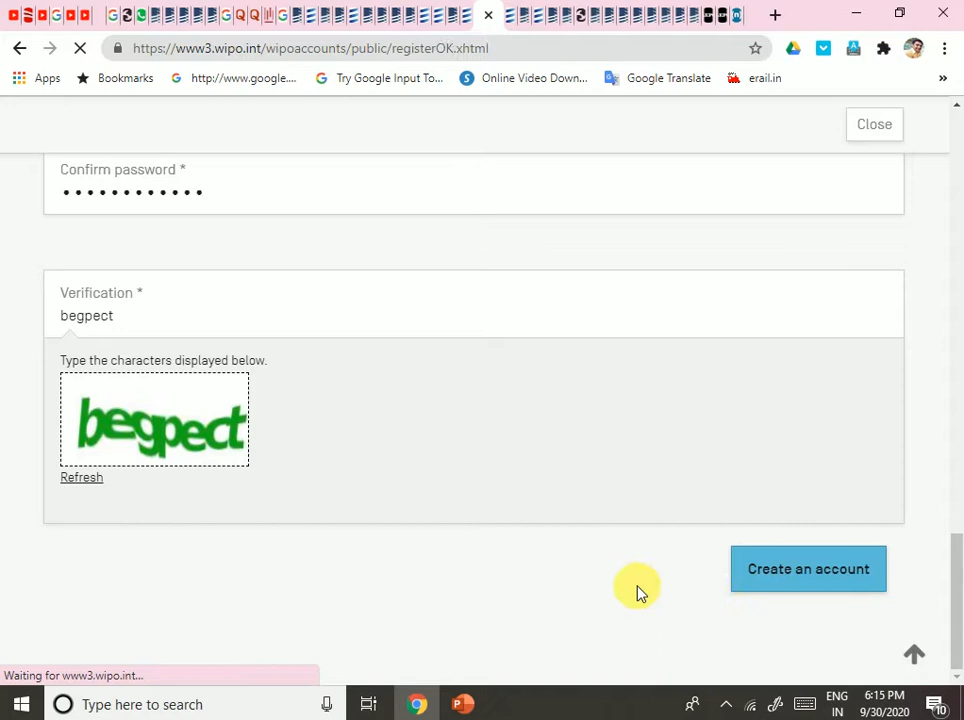 https://www3.wipo.int/wipoaccounts/public/registerOK.xhtml
Apps Bookmarks http://www.google.... Try Google Input To... Online Video Down... Google Translate erail.in »
Close
Confirm password *
Verification *
begpect
Type the characters displayed below.
begpect
Refresh
Create an account
Waiting for www3.wipo.int...
Type here to search
ENG
IN
6:15 PM
9/30/2020
10